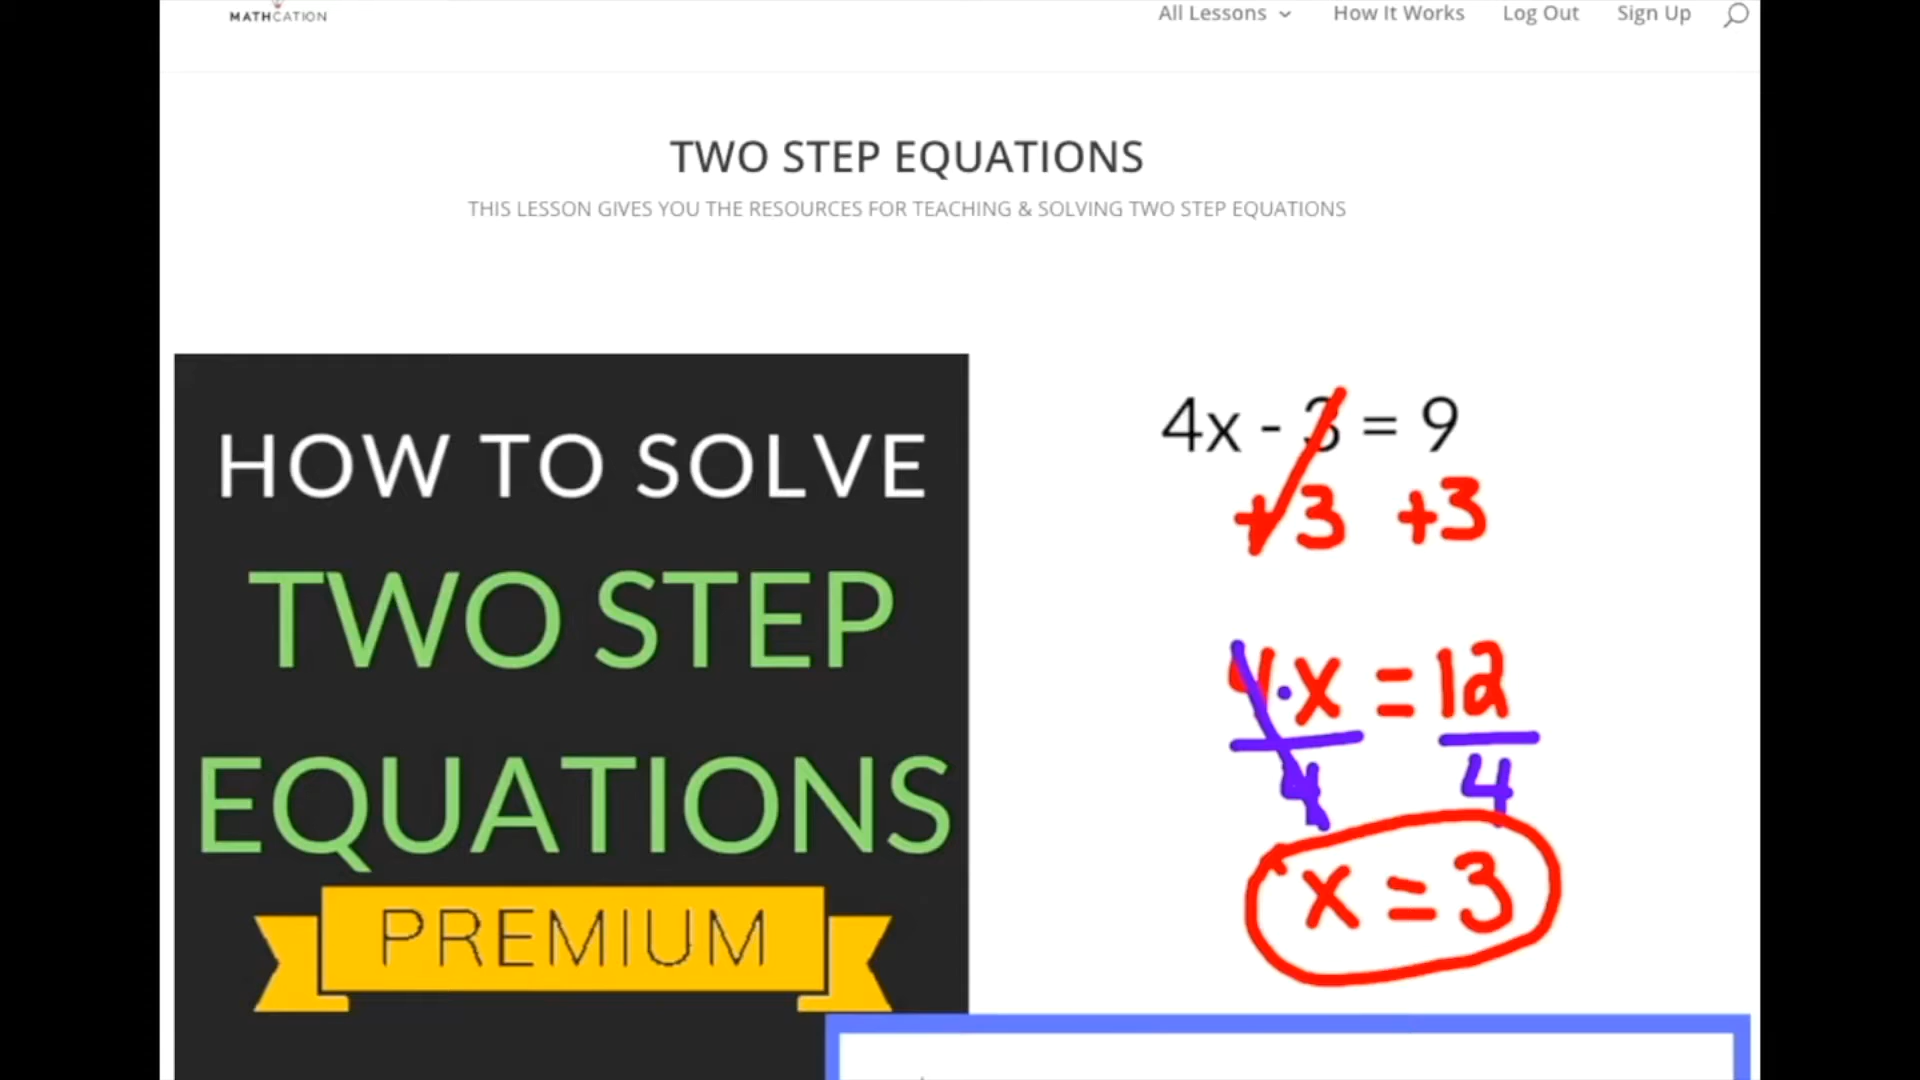 MATHCATION
All Lessons How It Works Log Out Sign Up
TWO STEP EQUATIONS
THIS LESSON GIVES YOU THE RESOURCES FOR TEACHING & SOLVING TWO STEP EQUATIONS
HOW TO SOLVE
TWO STEP
EQUATIONS
PREMIUM
4x - 3 = 9
+3 +3
4·x = 12
4 4
x = 3